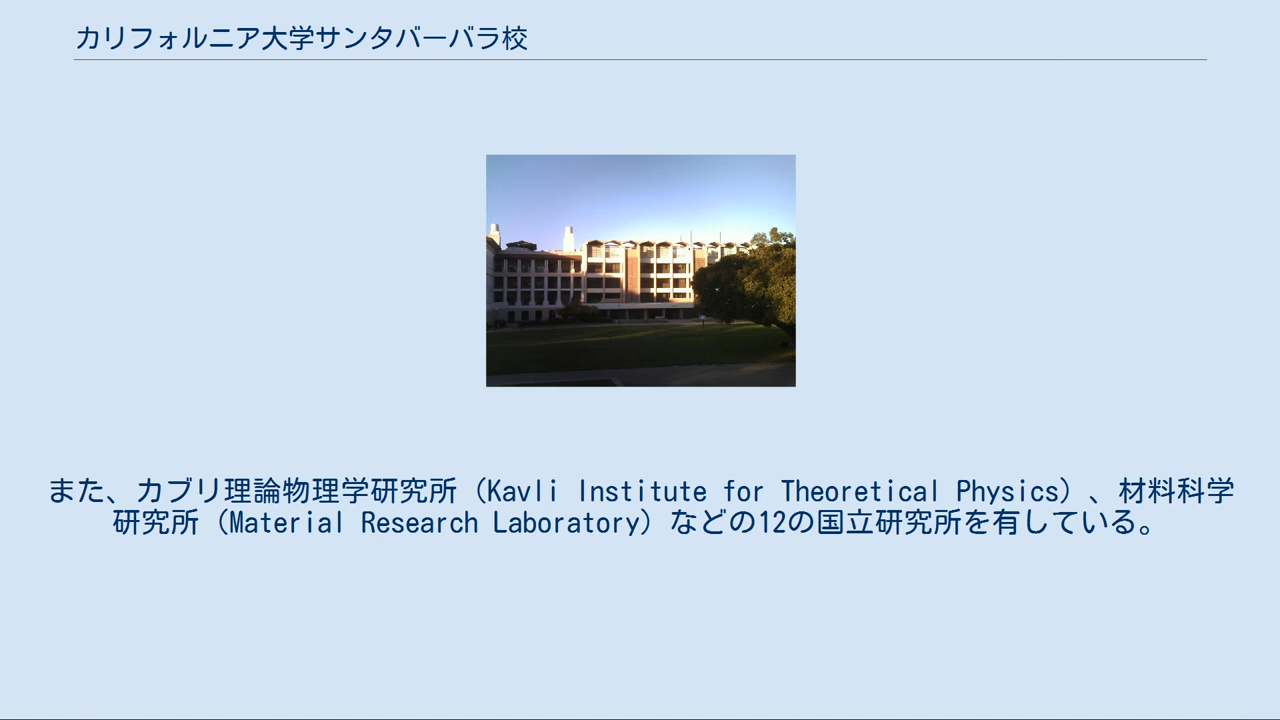 カリフォルニア大学サンタバーバラ校
また、カブリ理論物理学研究所（Kavli Institute for Theoretical Physics）、材料科学
研究所（Material Research Laboratory）などの12の国立研究所を有している。